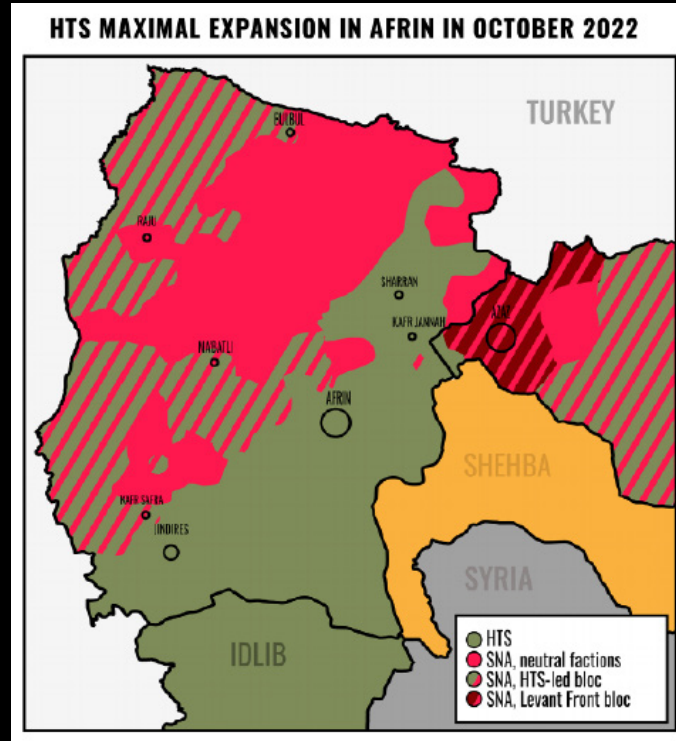 HTS MAXIMAL EXPANSION IN AFRIN IN OCTOBER 2022
TURKEY
BULBUL
RAJU
SHARRAN
AZAZ
KAFR JANNAH
MABATLI
AFRIN
SHEHBA
KAFR SAFRA
JINDIRES
SYRIA
IDLIB
HTS
SNA, neutral factions
SNA, HTS-led bloc
SNA, Levant Front bloc